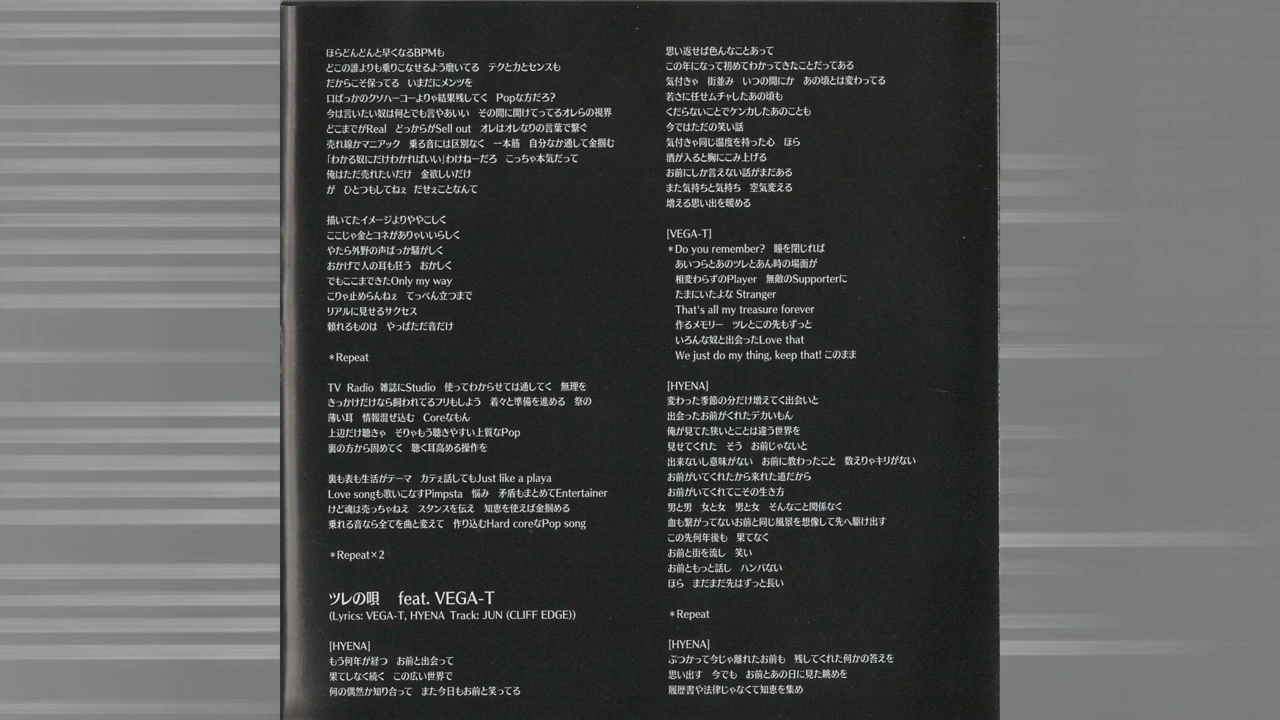 ほらどんどんと早くなるBPMも
どこの誰よりも乗りこなせるよう磨いてる　テクと力とセンスも
だからこそ保ってる　いまだにメンツを
口ばっかのクソハーコーよりゃ結果残してく　Popな方だろ?
今は言いたい奴は何とでも言やあいい　その間に開けてってるオレらの視界
どこまでがReal　どっからがSell out　オレはオレなりの言葉で繋ぐ
売れ線かマニアック　乗る音には区別なく　一本筋　自分なか通して金掴む
「わかる奴にだけわかればいい」わけねーだろ　こっちゃ本気だって
俺はただ売れたいだけ　金欲しいだけ
が　ひとつもしてねぇ　だせぇことなんて

描いてたイメージよりややこしく
ここじゃ金とコネがありゃいいらしく
やたら外野の声ばっか騒がしく
おかげで人の耳も狂う　おかしく
でもここまできたOnly my way
こりゃ止めらんねぇ　てっぺん立つまで
リアルに見せるサクセス
頼れるものは　やっぱただ音だけ

*Repeat

TV Radio　雑誌にStudio　使ってわからせては通してく　無理を
きっかけだけなら飼われてるフリもしよう　着々と準備を進める　祭の
薄い耳　情報混ぜ込む　Coreなもん
上辺だけ聴きゃ　そりゃもう聴きやすい上質なPop
裏の方から固めてく　聴く耳高める操作を

裏も表も生活がテーマ　カテぇ話してもJust like a playa
Love songも歌いこなすPimpsta　悩み　矛盾もまとめてEntertainer
けど魂は売っちゃねえ　スタンスを伝え　知恵を使えば金掴める
乗れる音なら全てを曲と変えて　作り込むHard coreなPop song

*Repeat×2

ツレの唄　feat. VEGA-T
(Lyrics: VEGA-T, HYENA Track: JUN (CLIFF EDGE))

[HYENA]
もう何年が経つ　お前と出会って
果てしなく続く　この広い世界で
何の偶然か知り合って　また今日もお前と笑ってる

思い返せば色んなことあって
この年になって初めてわかってきたことだってある
気付きゃ　街並み　いつの間にか　あの頃とは変わってる
若さに任せムチャしたあの頃も
くだらないことでケンカしたあのことも
今ではただの笑い話
気付きゃ同じ温度を持った心　ほら
酒が入ると胸にこみ上げる
お前にしか言えない話がまだある
また気持ちと気持ち　空気変える
増える思い出を暖める

[VEGA-T]
*Do you remember?　瞳を閉じれば
あいつらとあのツレとあん時の場面が
相変わらずのPlayer　無敵のSupporterに
たまにいたよな Stranger
That's all my treasure forever
作るメモリー　ツレとこの先もずっと
いろんな奴と出会ったLove that
We just do my thing, keep that! このまま

[HYENA]
変わった季節の分だけ増えてく出会いと
出会ったお前がくれたデカいもん
俺が見てた狭いとことは違う世界を
見せてくれた　そう　お前じゃないと
出来ないし意味がない　お前に教わったこと　数えりゃキリがない
お前がいてくれたから来れた道だから
お前がいてくれてこその生き方
男と男　女と女　男と女　そんなこと関係なく
血も繋がってないお前と同じ風景を想像して先へ駆け出す
この先何年後も　果てなく
お前と街を流し　笑い
お前ともっと話し　ハンパない
ほら　まだまだ先はずっと長い

*Repeat

[HYENA]
ぶつかって今じゃ離れたお前も　残してくれた何かの答えを
思い出す　今でも　お前とあの日に見た眺めを
履歴書や法律じゃなくて知恵を集め